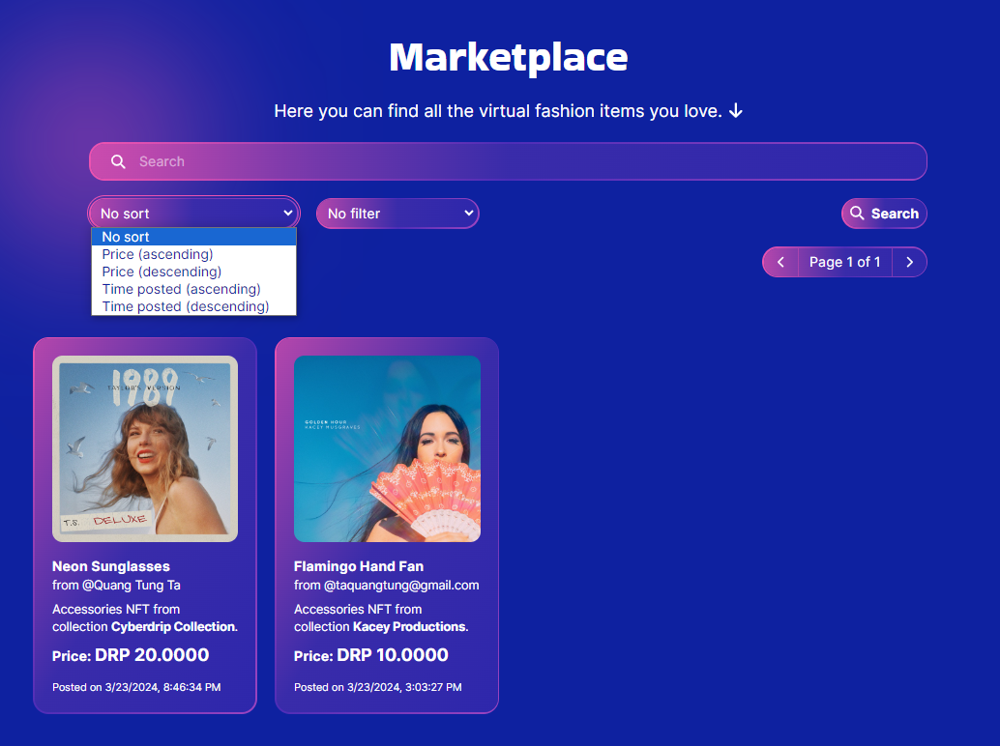 Marketplace
Here you can find all the virtual fashion items you love. ↓
Search
No sort
No filter
Search
No sort
Price (ascending)
Price (descending)
Time posted (ascending)
Time posted (descending)
Page 1 of 1
1989
TAYLOR'S VERSION
T.S. DELUXE
Neon Sunglasses
from @Quang Tung Ta
Accessories NFT from
collection Cyberdrip Collection.
Price: DRP 20.0000
Posted on 3/23/2024, 8:46:34 PM
GOLDEN HOUR
KACEY MUSGRAVES
Flamingo Hand Fan
from @taquangtung@gmail.com
Accessories NFT from
collection Kacey Productions.
Price: DRP 10.0000
Posted on 3/23/2024, 3:03:27 PM